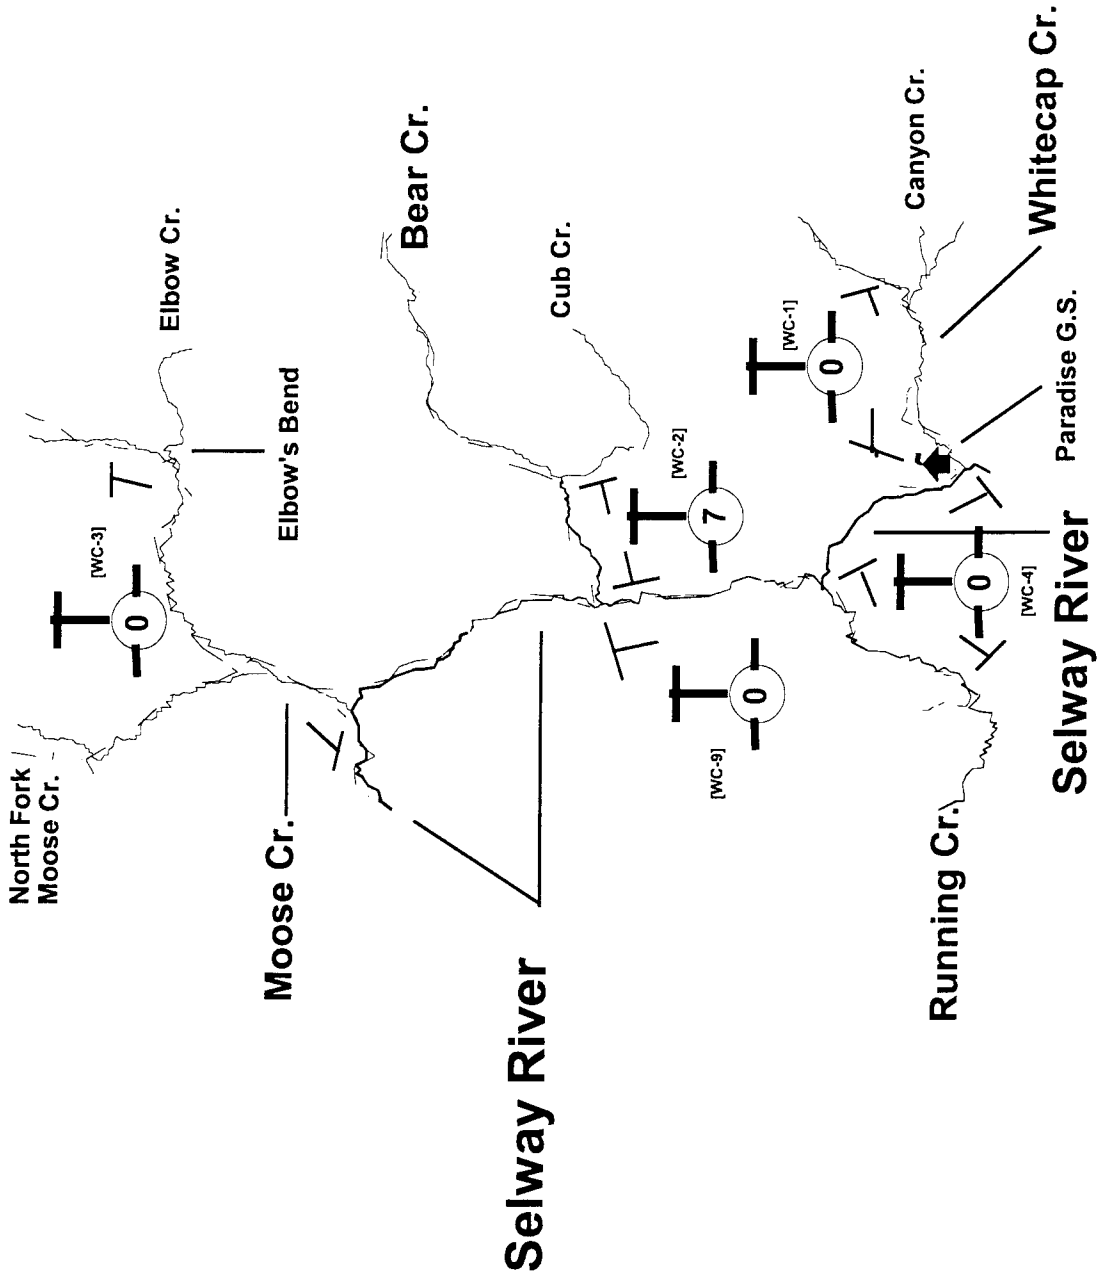 North Fork
Moose Cr.
Elbow Cr.
[WC-3]
0
Elbow's Bend
Moose Cr.
Bear Cr.
Cub Cr.
Selway River
[WC-2]
7
[WC-9]
0
[WC-1]
0
Canyon Cr.
Whitecap Cr.
Paradise G.S.
[WC-4]
0
Running Cr.
Selway River